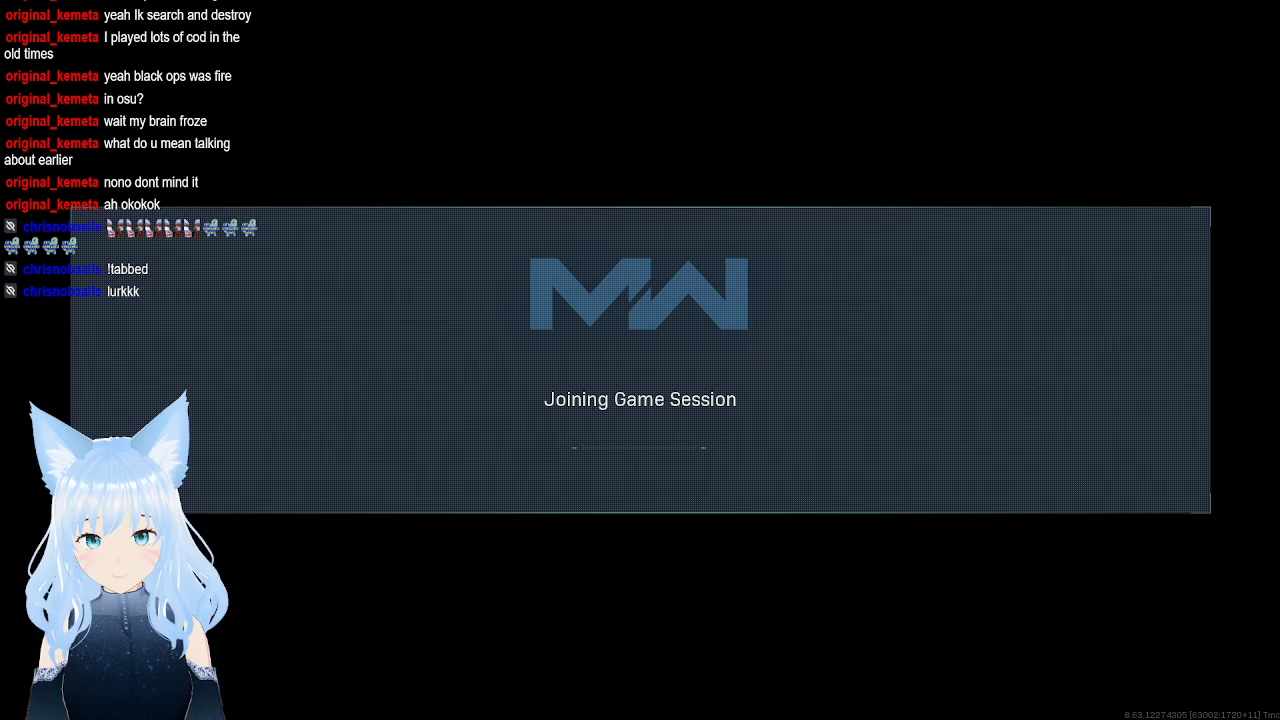 original_kemeta yeah Ik search and destroy
original_kemeta I played lots of cod in the
old times
original_kemeta yeah black ops was fire
original_kemeta in osu?
original_kemeta wait my brain froze
original_kemeta what do u mean talking
about earlier
original_kemeta nono dont mind it
original_kemeta ah okokok
!tabbed
lurkkk
MW
Joining Game Session